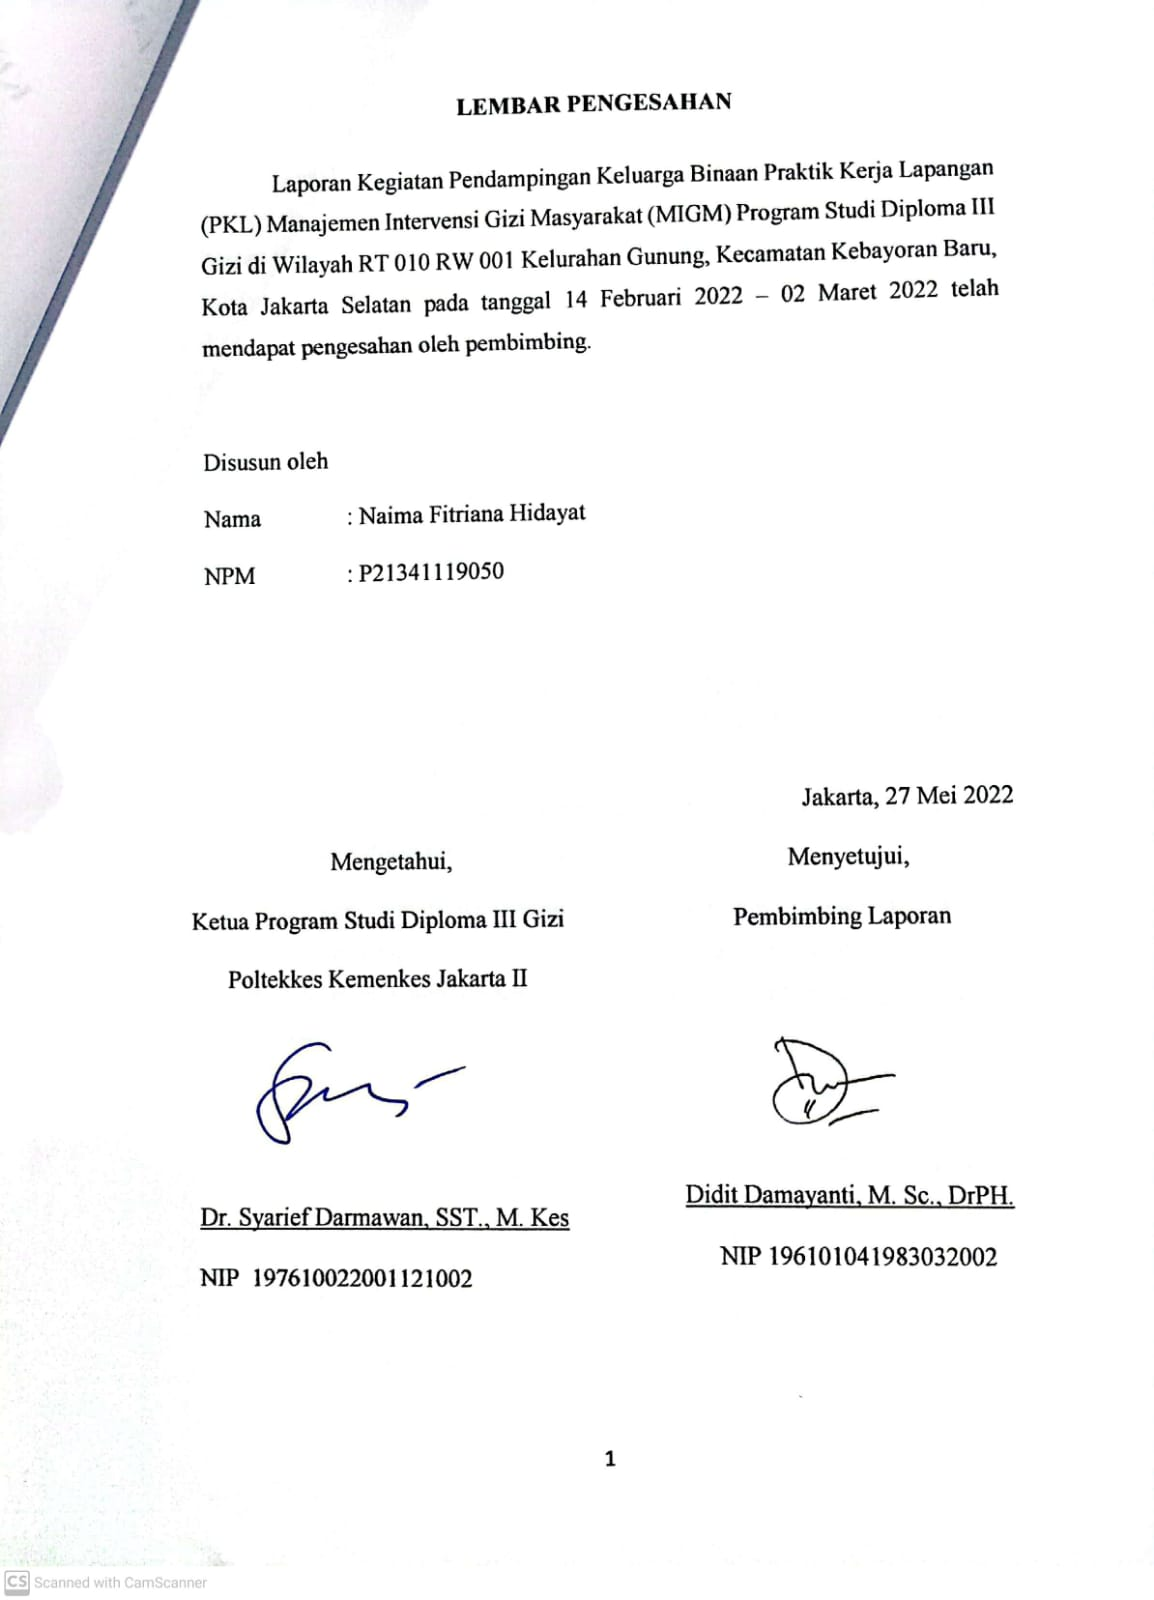 LEMBAR PENGESAHAN
Laporan Kegiatan Pendampingan Keluarga Binaan Praktik Kerja Lapangan
(PKL) Manajemen Intervensi Gizi Masyarakat (MIGM) Program Studi Diploma III
Gizi di Wilayah RT 010 RW 001 Kelurahan Gunung, Kecamatan Kebayoran Baru,
Kota Jakarta Selatan pada tanggal 14 Februari 2022 – 02 Maret 2022 telah
mendapat pengesahan oleh pembimbing.
Disusun oleh
Nama : Naima Fitriana Hidayat
NPM : P21341119050
Jakarta, 27 Mei 2022
Mengetahui,
Ketua Program Studi Diploma III Gizi
Poltekkes Kemenkes Jakarta II
Dr. Syarief Darmawan, SST., M. Kes
NIP 197610022001121002
Menyetujui,
Pembimbing Laporan
Didit Damayanti, M. Sc., DrPH.
NIP 196101041983032002
1
CS Scanned with CamScanner